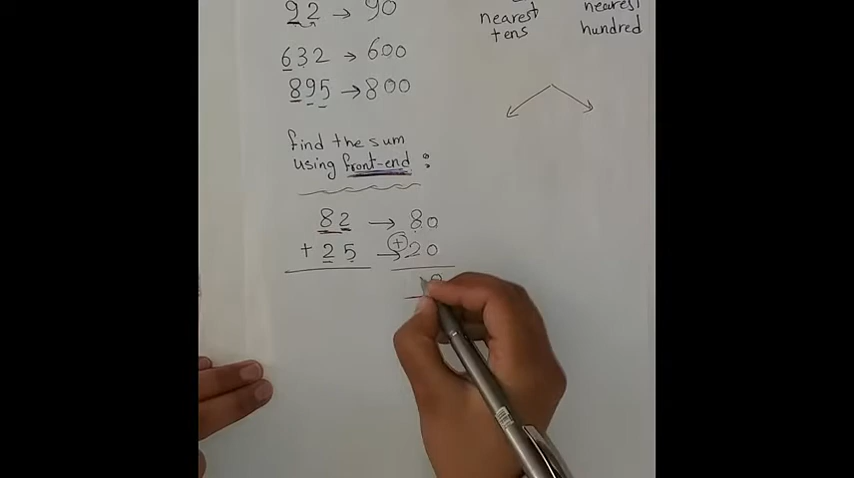 92 → 90
632 → 600
895 → 800
find the sum
using front-end :
82 → 80
+ 25 → + 20
0
nearest
tens
nearest
hundred